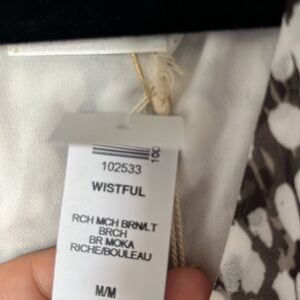 102533
WISTFUL
RCH MCH BRN/LT
BRCH
BR MOKA
RICHE/BOULEAU
M/M